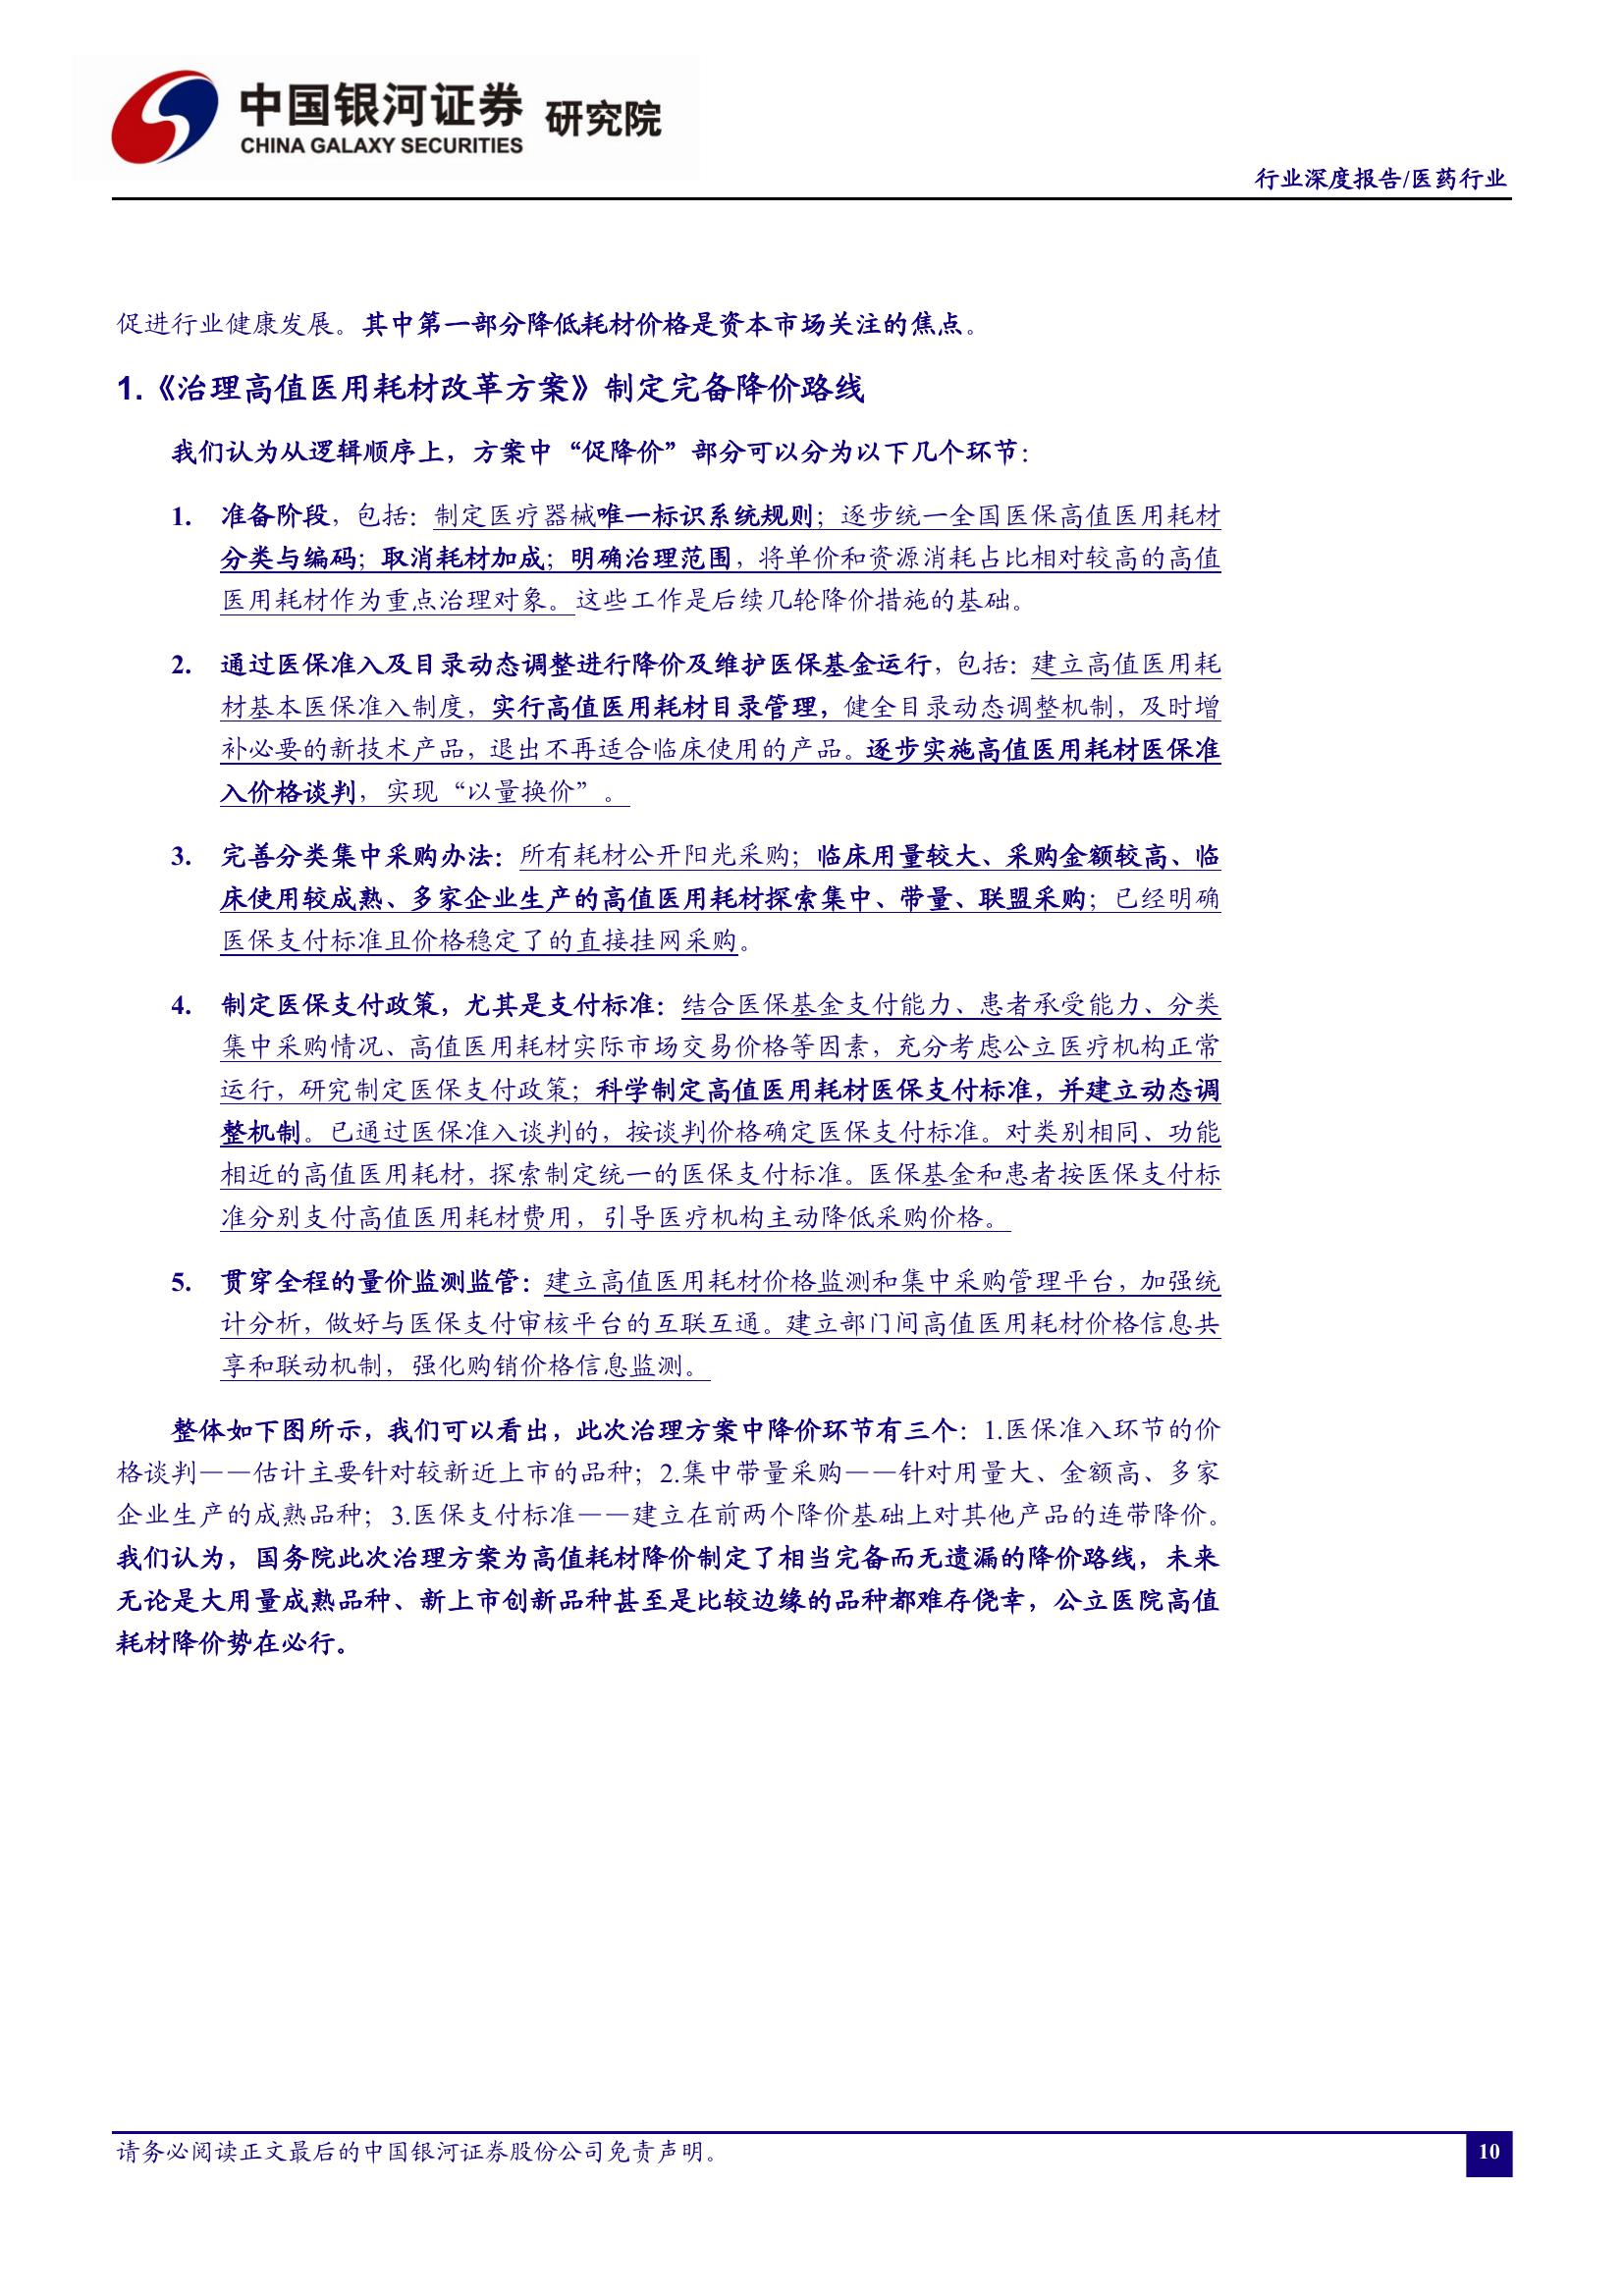 中国银河证券 研究院
CHINA GALAXY SECURITIES
行业深度报告/医药行业
促进行业健康发展。其中第一部分降低耗材价格是资本市场关注的焦点。
1.《治理高值医用耗材改革方案》制定完备降价路线
我们认为从逻辑顺序上，方案中“促降价”部分可以分为以下几个环节：
1. 准备阶段，包括：制定医疗器械唯一标识系统规则；逐步统一全国医保高值医用耗材
分类与编码；取消耗材加成；明确治理范围，将单价和资源消耗占比相对较高的高值
医用耗材作为重点治理对象。这些工作是后续几轮降价措施的基础。
2. 通过医保准入及目录动态调整进行降价及维护医保基金运行，包括：建立高值医用耗
材基本医保准入制度，实行高值医用耗材目录管理，健全目录动态调整机制，及时增
补必要的新技术产品，退出不再适合临床使用的产品。逐步实施高值医用耗材医保准
入价格谈判，实现“以量换价”。
3. 完善分类集中采购办法：所有耗材公开阳光采购；临床用量较大、采购金额较高、临
床使用较成熟、多家企业生产的高值医用耗材探索集中、带量、联盟采购；已经明确
医保支付标准且价格稳定了的直接挂网采购。
4. 制定医保支付政策，尤其是支付标准：结合医保基金支付能力、患者承受能力、分类
集中采购情况、高值医用耗材实际市场交易价格等因素，充分考虑公立医疗机构正常
运行，研究制定医保支付政策；科学制定高值医用耗材医保支付标准，并建立动态调
整机制。已通过医保准入谈判的，按谈判价格确定医保支付标准。对类别相同、功能
相近的高值医用耗材，探索制定统一的医保支付标准。医保基金和患者按医保支付标
准分别支付高值医用耗材费用，引导医疗机构主动降低采购价格。
5. 贯穿全程的量价监测监管：建立高值医用耗材价格监测和集中采购管理平台，加强统
计分析，做好与医保支付审核平台的互联互通。建立部门间高值医用耗材价格信息共
享和联动机制，强化购销价格信息监测。
整体如下图所示，我们可以看出，此次治理方案中降价环节有三个：1.医保准入环节的价
格谈判——估计主要针对较新近上市的品种；2.集中带量采购——针对用量大、金额高、多家
企业生产的成熟品种；3.医保支付标准——建立在前两个降价基础上对其他产品的连带降价。
我们认为，国务院此次治理方案为高值耗材降价制定了相当完备而无遗漏的降价路线，未来
无论是大用量成熟品种、新上市创新品种甚至是比较边缘的品种都难存侥幸，公立医院高值
耗材降价势在必行。
请务必阅读正文最后的中国银河证券股份公司免责声明。
10